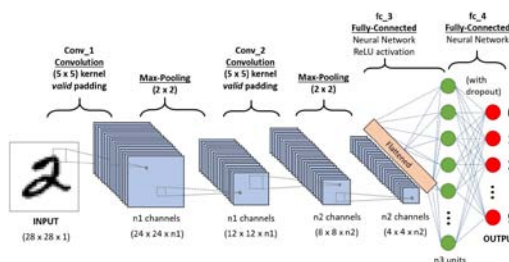 fc_3
Fully-Connected
Neural Network
ReLU activation
fc_4
Fully-Connected
Neural Network
Conv_1
Convolution
(5 x 5) kernel
valid padding
Max-Pooling
(2 x 2)
Conv_2
Convolution
(5 x 5) kernel
valid padding
Max-Pooling
(2 x 2)
(with
dropout)
Flattened
2
INPUT
(28 x 28 x 1)
n1 channels
(24 x 24 x n1)
n1 channels
(12 x 12 x n1)
n2 channels
(8 x 8 x n2)
n2 channels
(4 x 4 x n2)
n3 units
OUTP